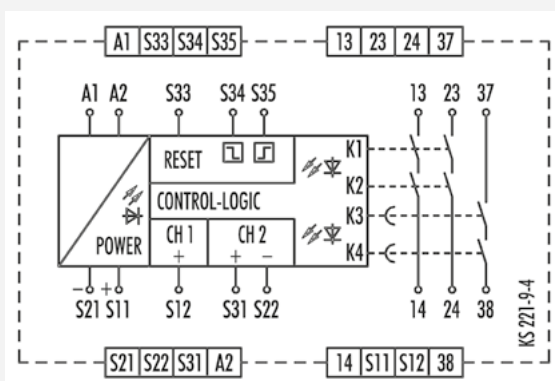 A1 S33 S34 S35 13 23 24 37
A1 A2 S33 S34 S35 13 23 37
RESET K1
K2
CONTROL-LOGIC
K3
POWER CH 1 CH 2
+ + - K4
- + 
S21 S11 S12 S31 S22 14 24 38
KS 221-9-4
S21 S22 S31 A2 14 S11 S12 38